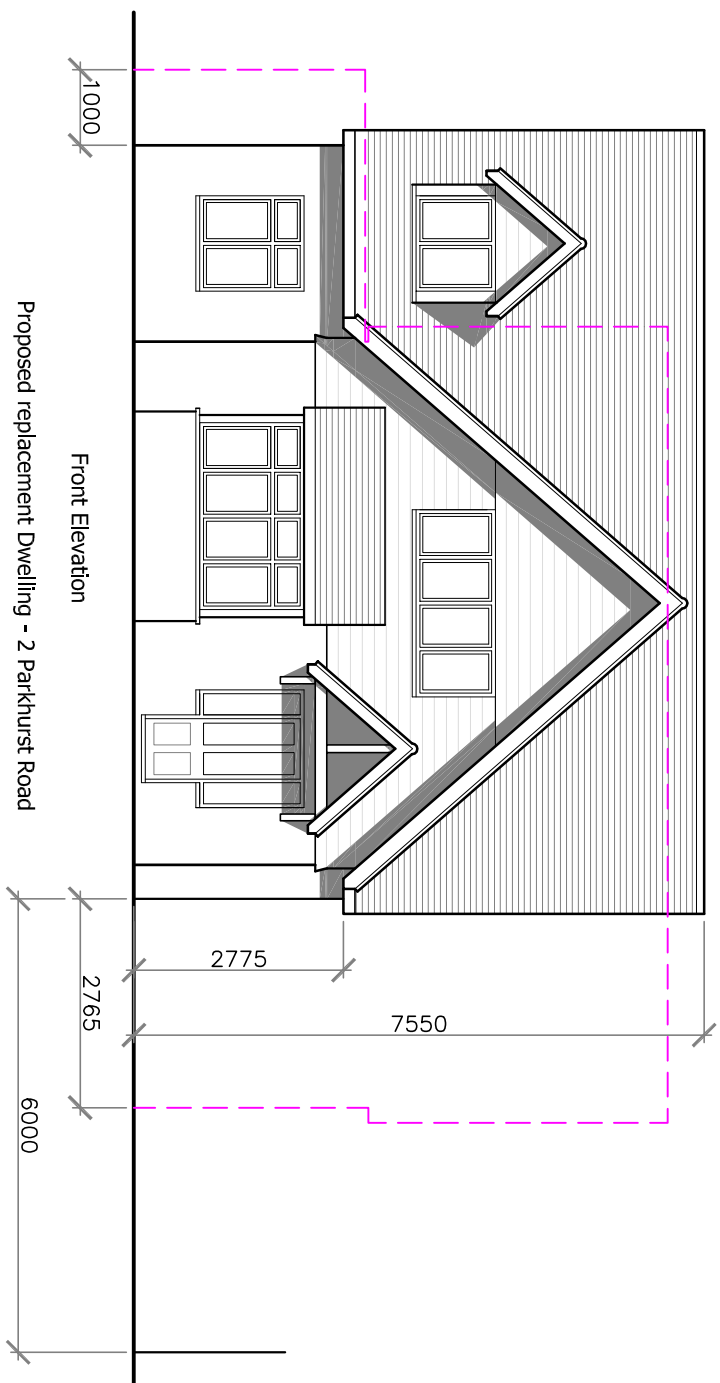 1000
2775
7550
2765
6000
Front Elevation
Proposed replacement Dwelling - 2 Parkhurst Road